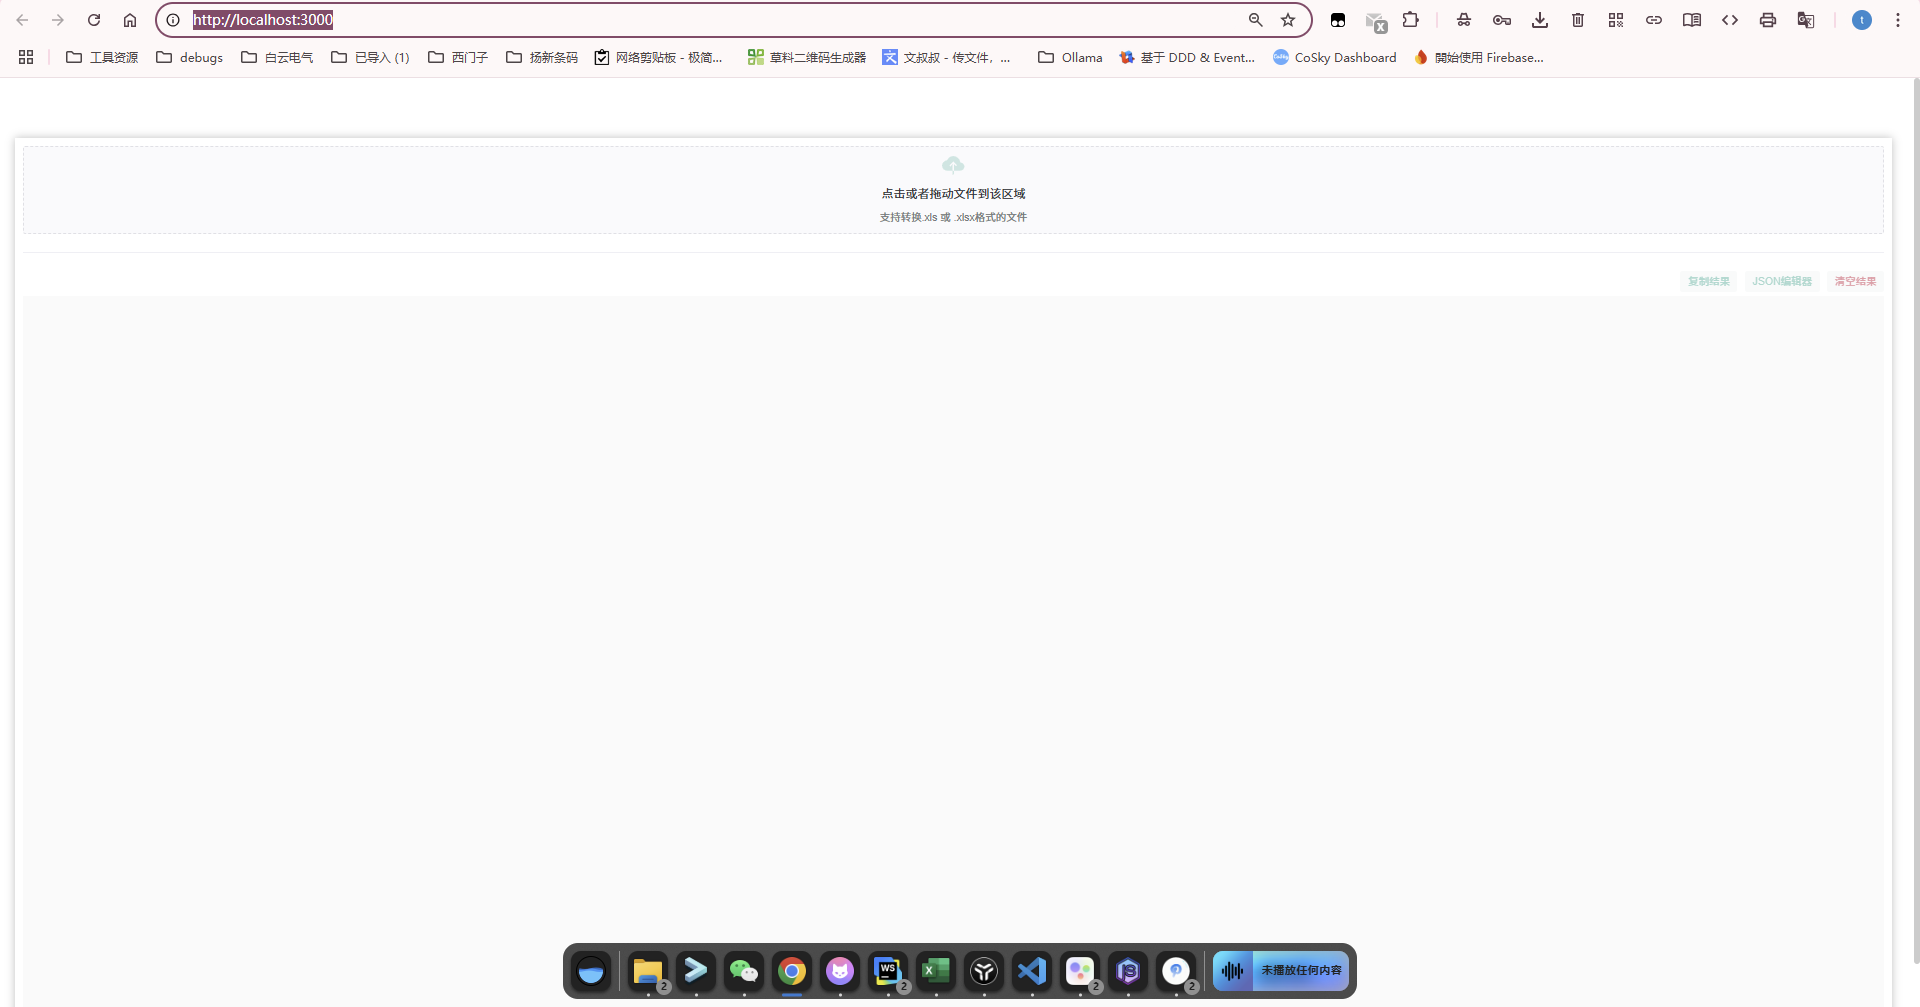 http://localhost:3000
t
工具资源
debugs
白云电气
已导入 (1)
西门子
扬新条码
网络剪贴板 - 极简...
草料二维码生成器
文叔叔 - 传文件，...
Ollama
基于 DDD & Event...
CoSky Dashboard
開始使用 Firebase...
点击或者拖动文件到该区域
支持转换.xls 或 .xlsx格式的文件
复制结果
JSON编辑器
清空结果
2
WS
2
2
2
未播放任何内容